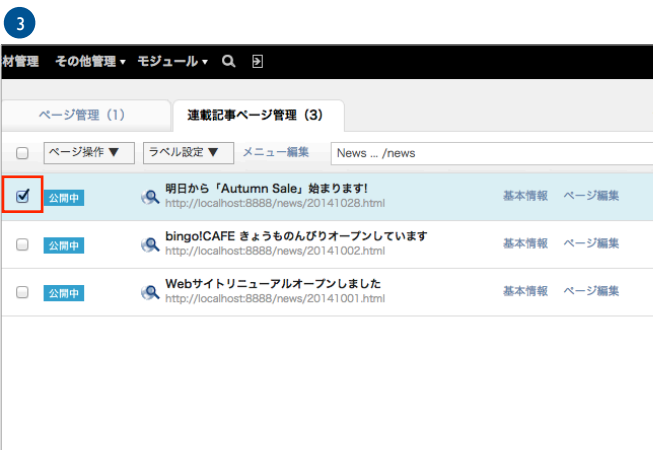 3
材管理 その他管理▼ モジュール▼
ページ管理（1） 連載記事ページ管理（3）
ページ操作 ▼ ラベル設定 ▼ メニュー編集 News ... /news
公開中 明日から「Autumn Sale」始まります! 基本情報 ページ編集
http://localhost:8888/news/20141028.html
公開中 bingo!CAFE きょうものんびりオープンしています 基本情報 ページ編集
http://localhost:8888/news/20141002.html
公開中 Webサイトリニューアルオープンしました 基本情報 ページ編集
http://localhost:8888/news/20141001.html